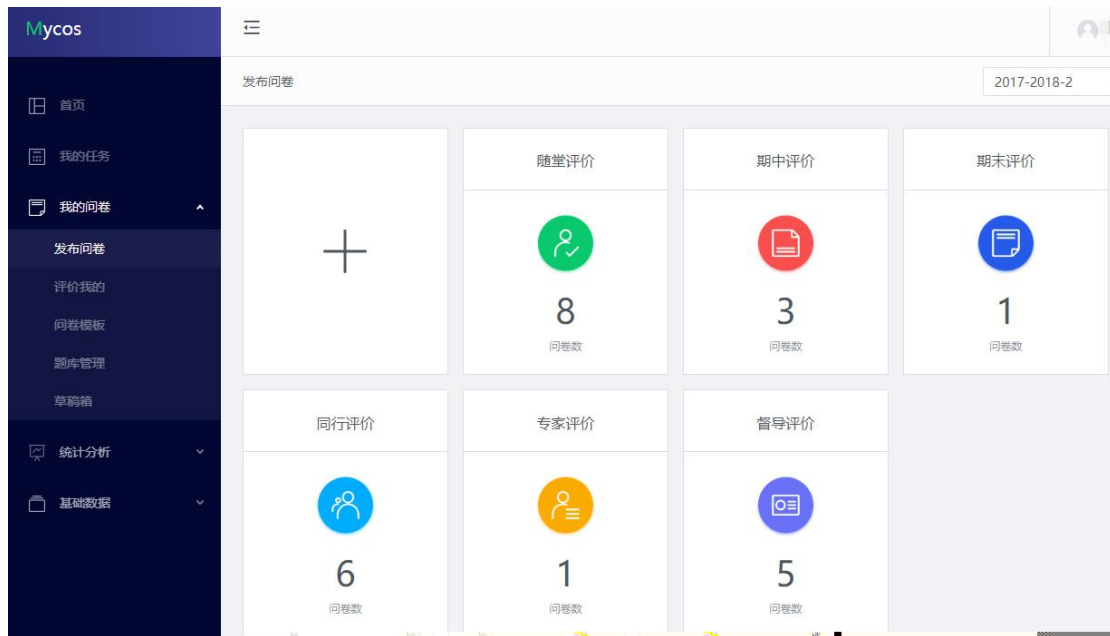 Mycos
发布问卷
2017-2018-2
首页
我的任务
我的问卷
发布问卷
评价我的
问卷模板
题库管理
草稿箱
统计分析
基础数据
随堂评价
期中评价
期末评价
8
3
1
问卷数
问卷数
问卷数
同行评价
专家评价
督导评价
6
1
5
问卷数
问卷数
问卷数